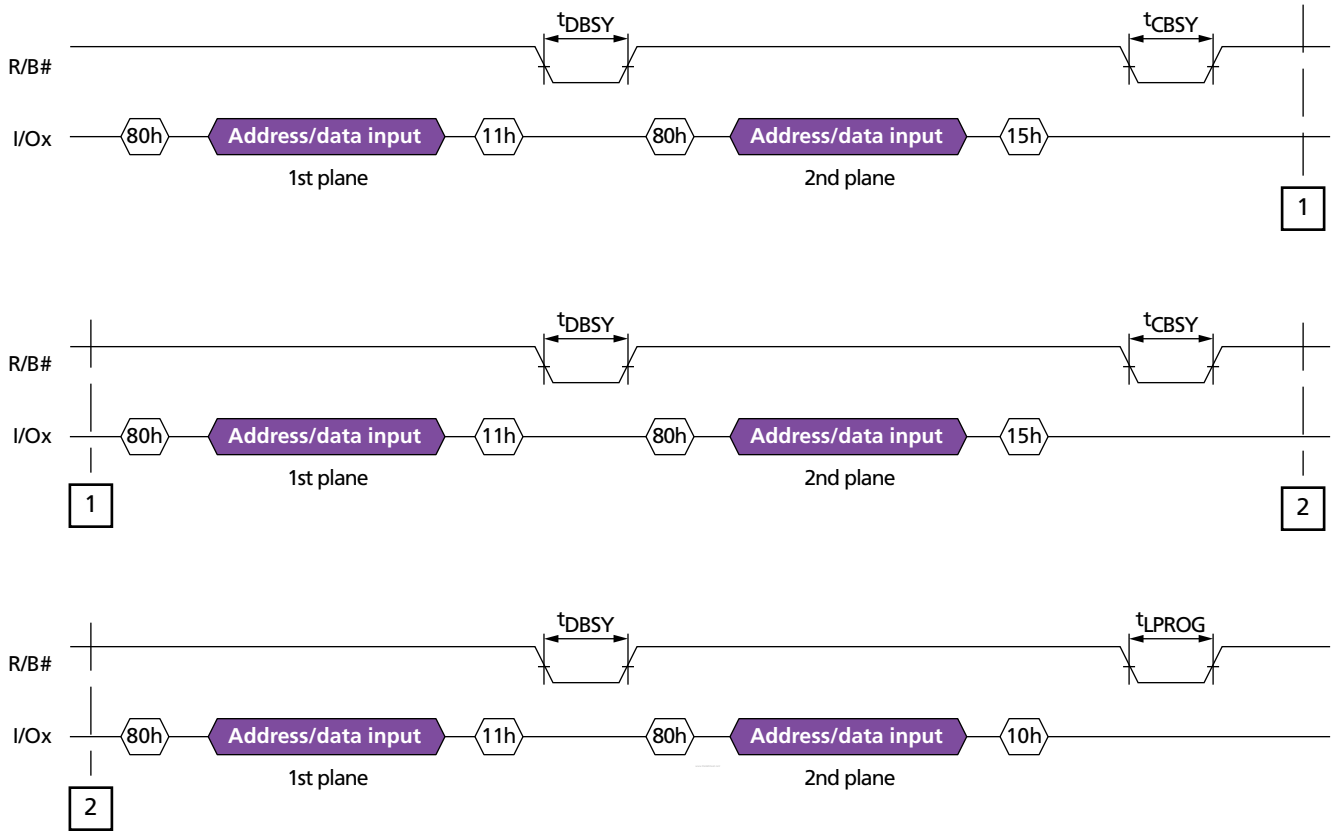 tDBSY tCBSY
R/B#
I/Ox 80h Address/data input 11h 80h Address/data input 15h
1st plane 2nd plane
1
tDBSY tCBSY
R/B#
I/Ox 80h Address/data input 11h 80h Address/data input 15h
1st plane 2nd plane
1 2
tDBSY tLPROG
R/B#
I/Ox 80h Address/data input 11h 80h Address/data input 10h
1st plane 2nd plane
2